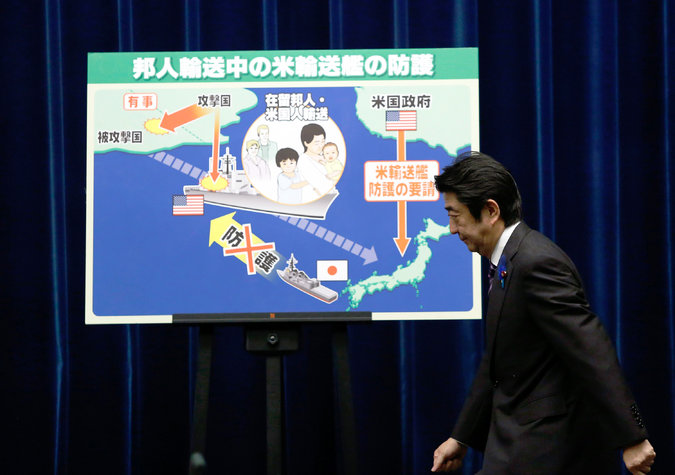 邦人輸送中の米輸送艦の防護
有事
攻撃国
被攻撃国
在留邦人・
米国人輸送
米国政府
米輸送艦
防護の要請
防護